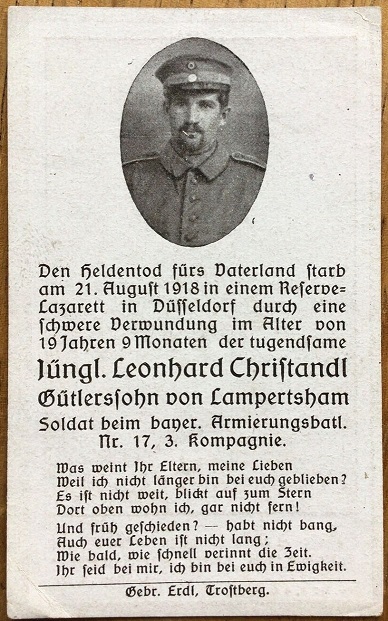 Den Heldentod fürs Vaterland starb
am 21. August 1918 in einem Reserve-
Lazarett in Düsseldorf durch eine
schwere Verwundung im Alter von
19 Jahren 9 Monaten der tugendsame
Jüngl. Leonhard Christandl
Gütlerssohn von Lampertsham
Soldat beim bayer. Armierungsbatl.
Nr. 17, 3. Kompagnie.
Was weint Ihr Eltern, meine Lieben
Weil ich nicht länger bin bei euch geblieben?
Es ist nicht weit, blickt auf zum Stern
Dort oben wohn ich, gar nicht fern!
Und früh geschieden? — habt nicht bang,
Auch euer Leben ist nicht lang;
Wie bald, wie schnell verinnt die Zeit.
Ihr seid bei mir, ich bin bei euch in Ewigkeit.
Gebr. Erdl, Trostberg.